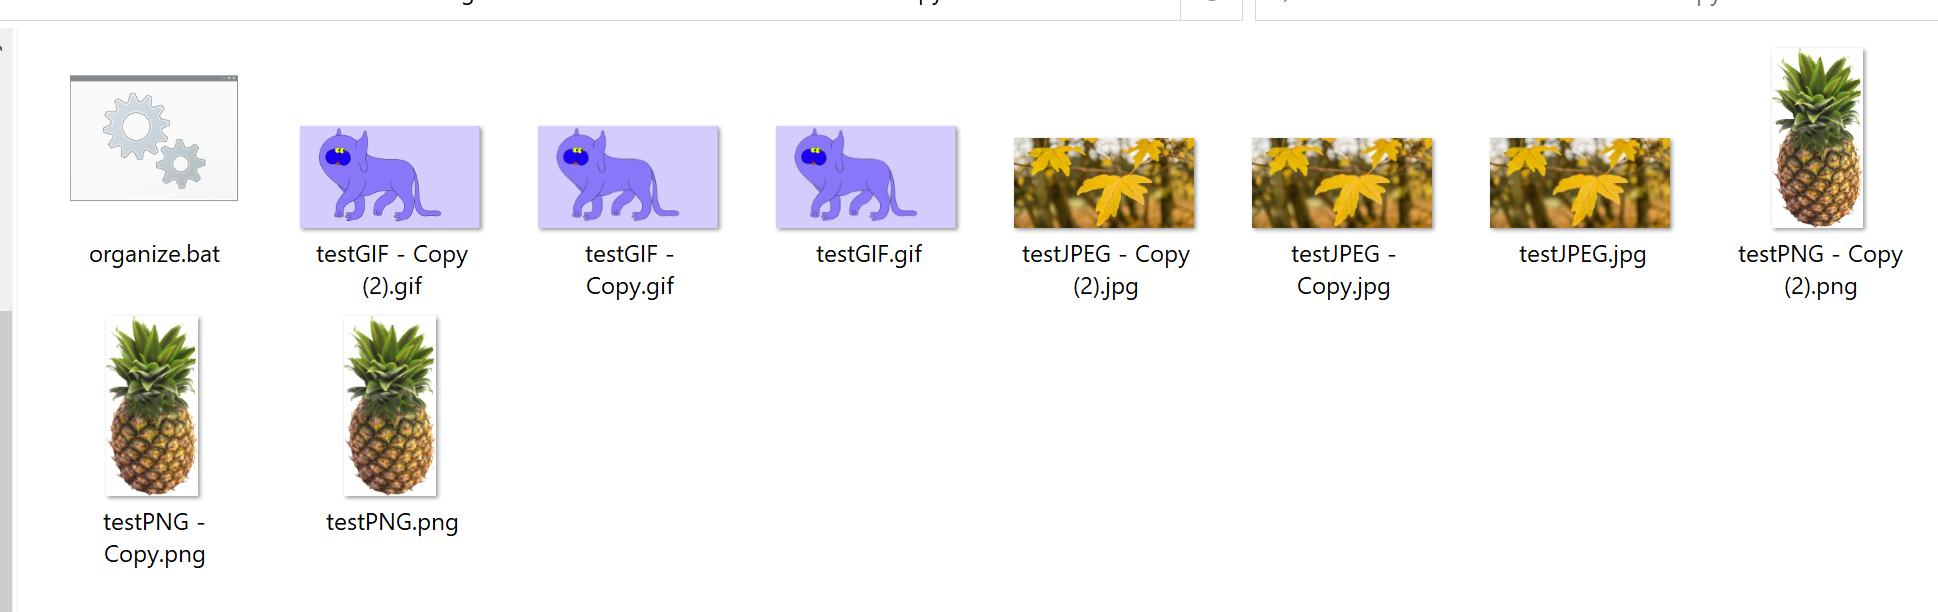 organize.bat
testGIF - Copy
(2).gif
testGIF -
Copy.gif
testGIF.gif
testJPEG - Copy
(2).jpg
testJPEG -
Copy.jpg
testJPEG.jpg
testPNG - Copy
(2).png
testPNG -
Copy.png
testPNG.png